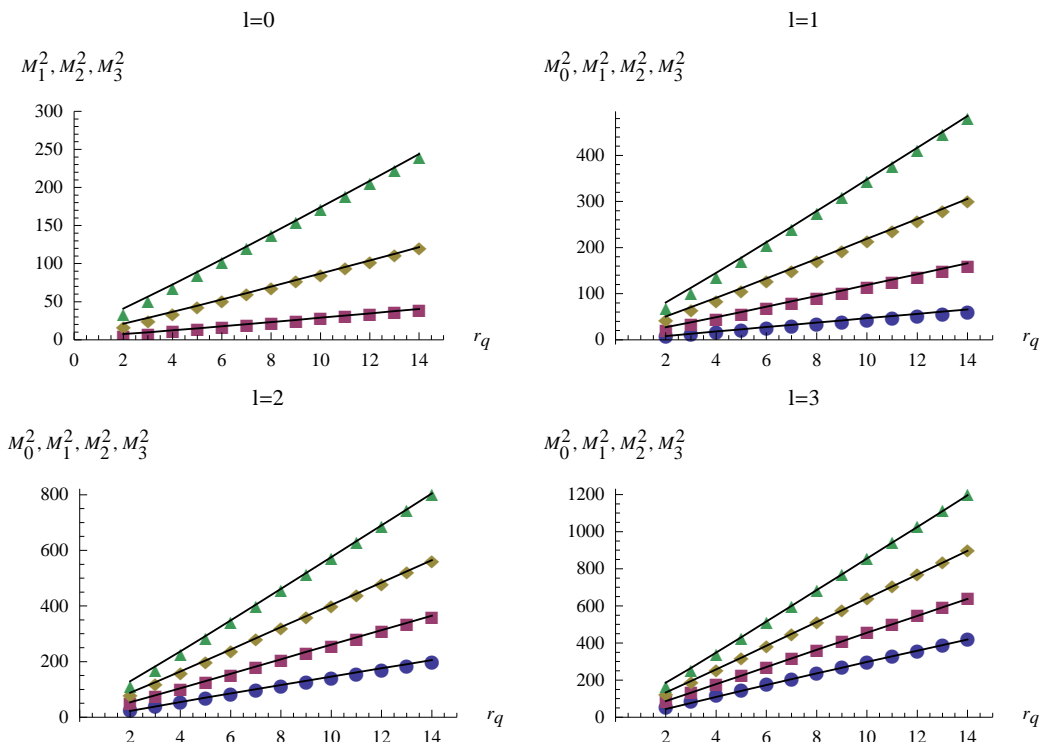 l=0
M_1^2, M_2^2, M_3^2
300
250
200
150
100
50
0
0 2 4 6 8 10 12 14
r_q
l=1
M_0^2, M_1^2, M_2^2, M_3^2
400
300
200
100
0
2 4 6 8 10 12 14
r_q
l=2
M_0^2, M_1^2, M_2^2, M_3^2
800
600
400
200
0
2 4 6 8 10 12 14
r_q
l=3
M_0^2, M_1^2, M_2^2, M_3^2
1200
1000
800
600
400
200
0
2 4 6 8 10 12 14
r_q